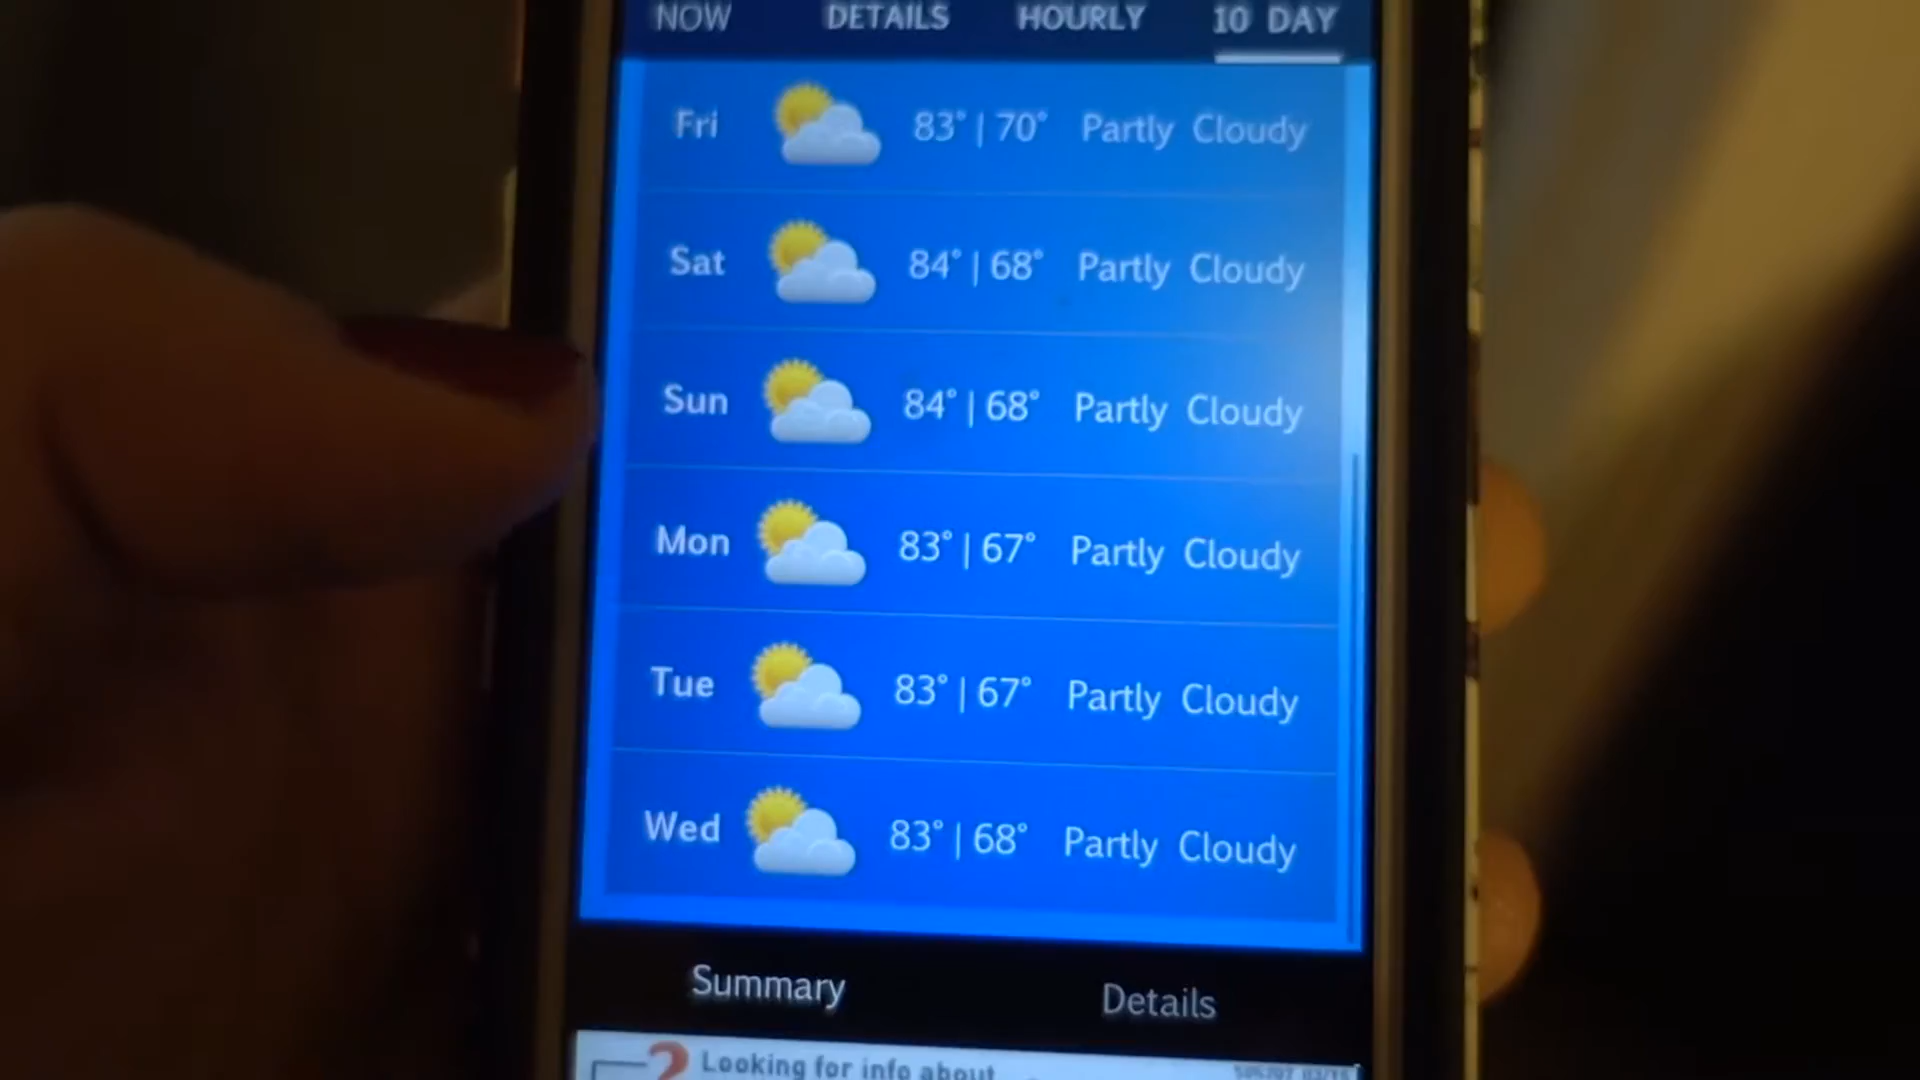 NOW DETAILS HOURLY 10 DAY
Fri 83° | 70° Partly Cloudy
Sat 84° | 68° Partly Cloudy
Sun 84° | 68° Partly Cloudy
Mon 83° | 67° Partly Cloudy
Tue 83° | 67° Partly Cloudy
Wed 83° | 68° Partly Cloudy
Summary Details
? Looking for info about